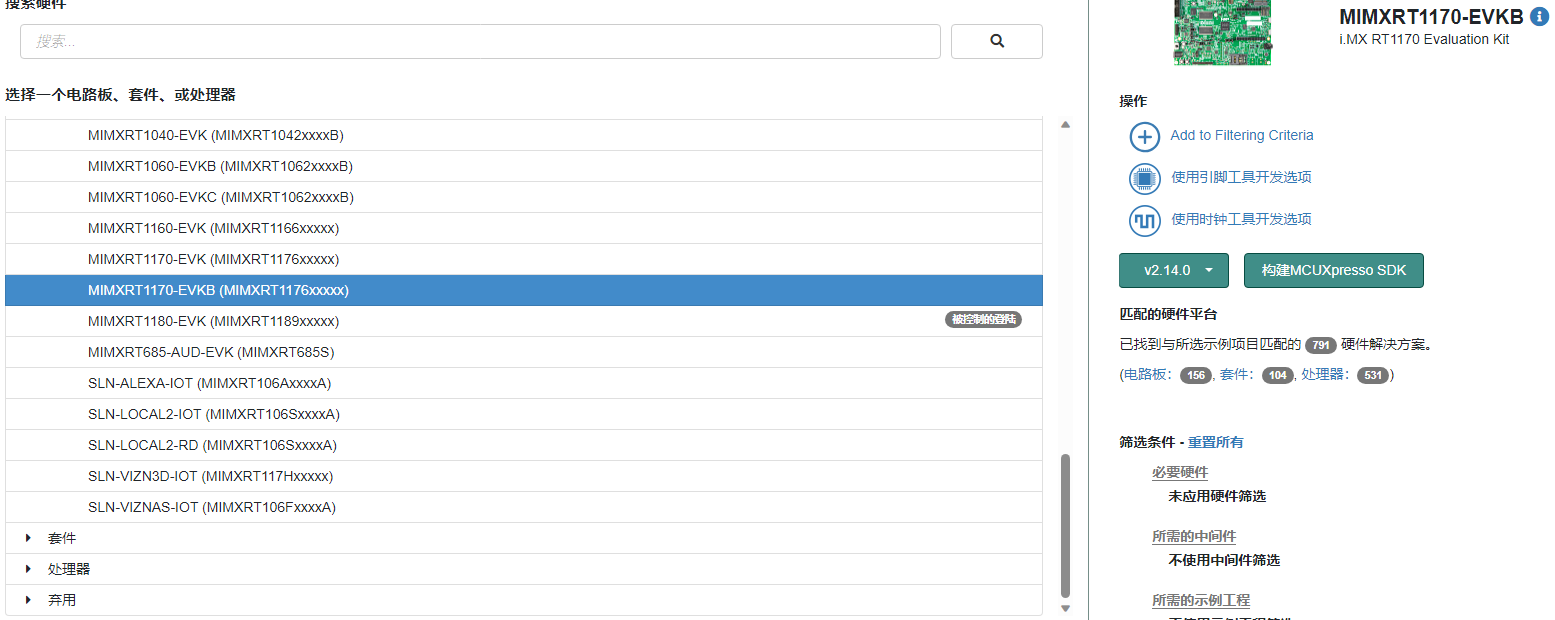 搜索硬件
搜索...
选择一个电路板、套件、或处理器
MIMXRT1040-EVK (MIMXRT1042xxxxB)
MIMXRT1060-EVKB (MIMXRT1062xxxxB)
MIMXRT1060-EVKC (MIMXRT1062xxxxB)
MIMXRT1160-EVK (MIMXRT1166xxxxx)
MIMXRT1170-EVK (MIMXRT1176xxxxx)
MIMXRT1170-EVKB (MIMXRT1176xxxxx)
MIMXRT1180-EVK (MIMXRT1189xxxxx) 被控制的登陆
MIMXRT685-AUD-EVK (MIMXRT685S)
SLN-ALEXA-IOT (MIMXRT106AxxxxA)
SLN-LOCAL2-IOT (MIMXRT106SxxxxA)
SLN-LOCAL2-RD (MIMXRT106SxxxxA)
SLN-VIZN3D-IOT (MIMXRT117Hxxxxx)
SLN-VIZNAS-IOT (MIMXRT106FxxxxA)
套件
处理器
弃用
MIMXRT1170-EVKB
i.MX RT1170 Evaluation Kit
操作
Add to Filtering Criteria
使用引脚工具开发选项
使用时钟工具开发选项
v2.14.0 构建MCUXpresso SDK
匹配的硬件平台
已找到与所选示例项目匹配的 791 硬件解决方案。
(电路板： 156, 套件： 104, 处理器： 531)
筛选条件 - 重置所有
必要硬件
未应用硬件筛选
所需的中间件
不使用中间件筛选
所需的示例工程